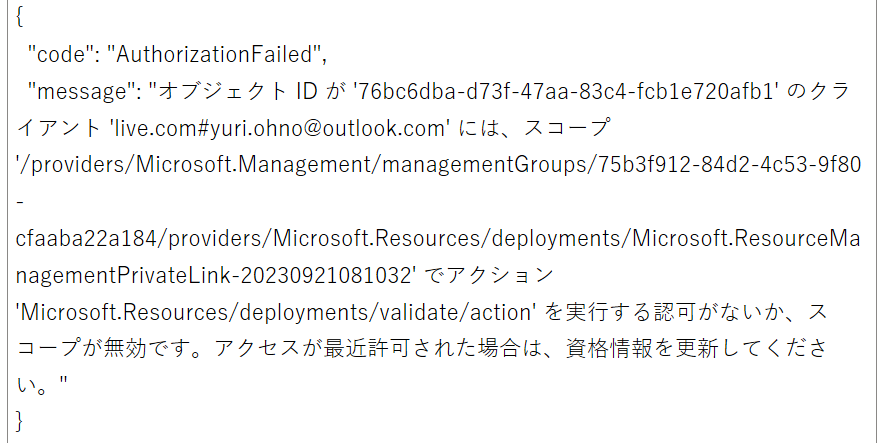 {
  "code": "AuthorizationFailed",
  "message": "オブジェクト ID が '76bc6dba-d73f-47aa-83c4-fcb1e720afb1' のクラ
イアント 'live.com#yuri.ohno@outlook.com' には、スコープ
'/providers/Microsoft.Management/managementGroups/75b3f912-84d2-4c53-9f80
-
cfaaba22a184/providers/Microsoft.Resources/deployments/Microsoft.ResourceMa
nagementPrivateLink-20230921081032' でアクション
'Microsoft.Resources/deployments/validate/action' を実行する認可がないか、ス
コープが無効です。アクセスが最近許可された場合は、資格情報を更新してくださ
い。"
}